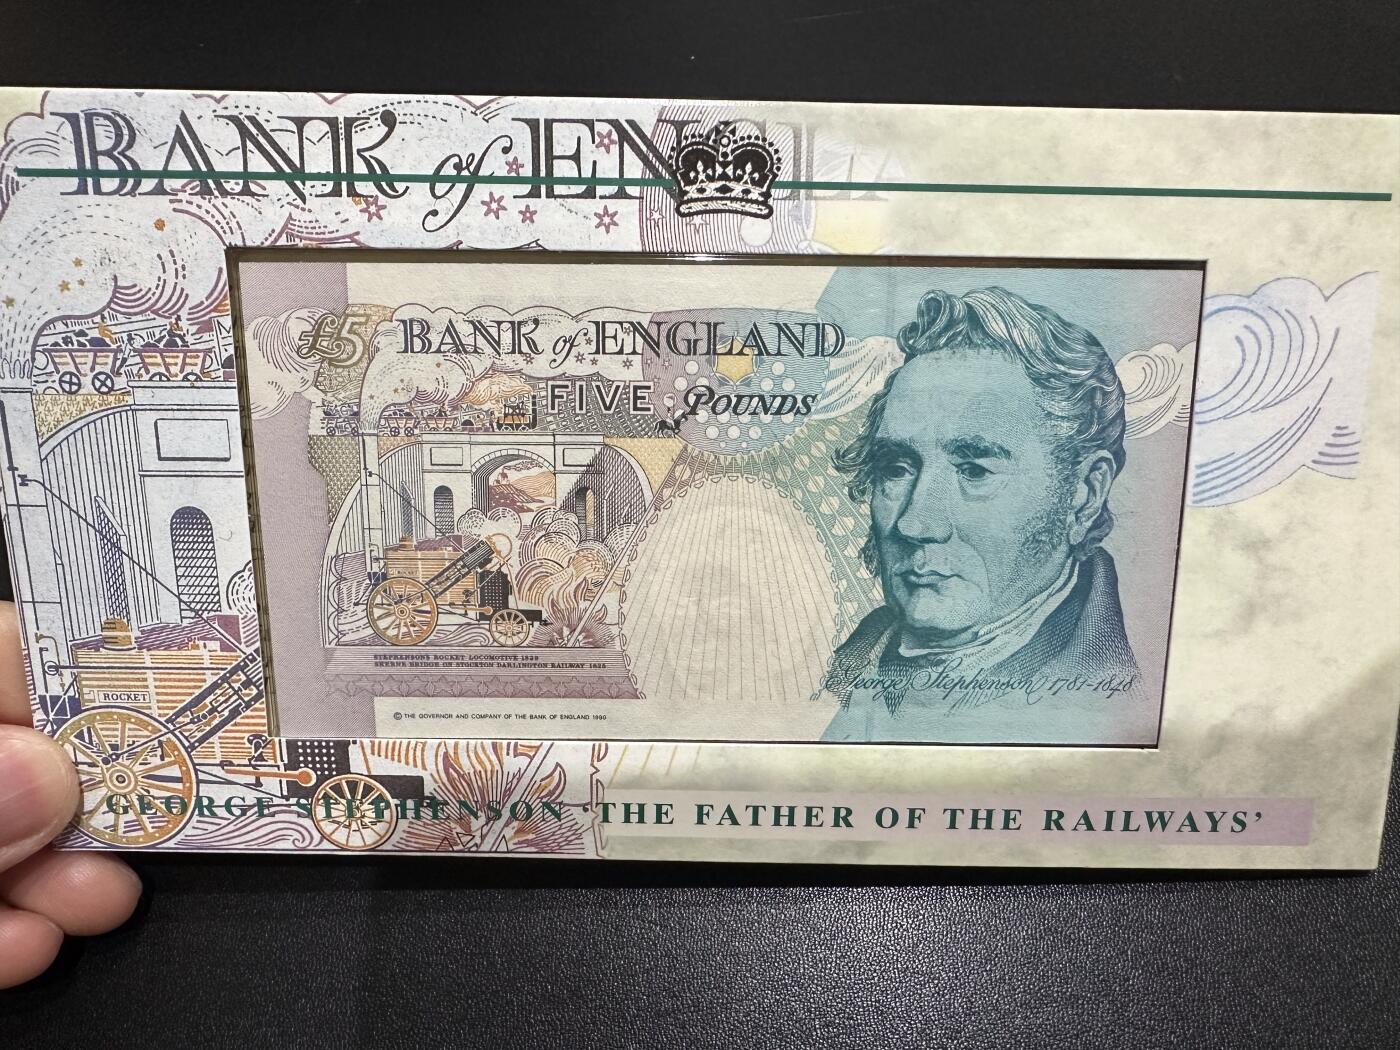 BANK of ENGLA
£5 BANK of ENGLAND
FIVE POUNDS
ROCKET
STEPHENSON'S ROCKET LOCOMOTIVE 1829
SKERNE BRIDGE ON STOCKTON DARLINGTON RAILWAY 1825
George Stephenson 1781-1848
© THE GOVERNOR AND COMPANY OF THE BANK OF ENGLAND 1990
GEORGE STEPHENSON 'THE FATHER OF THE RAILWAYS'